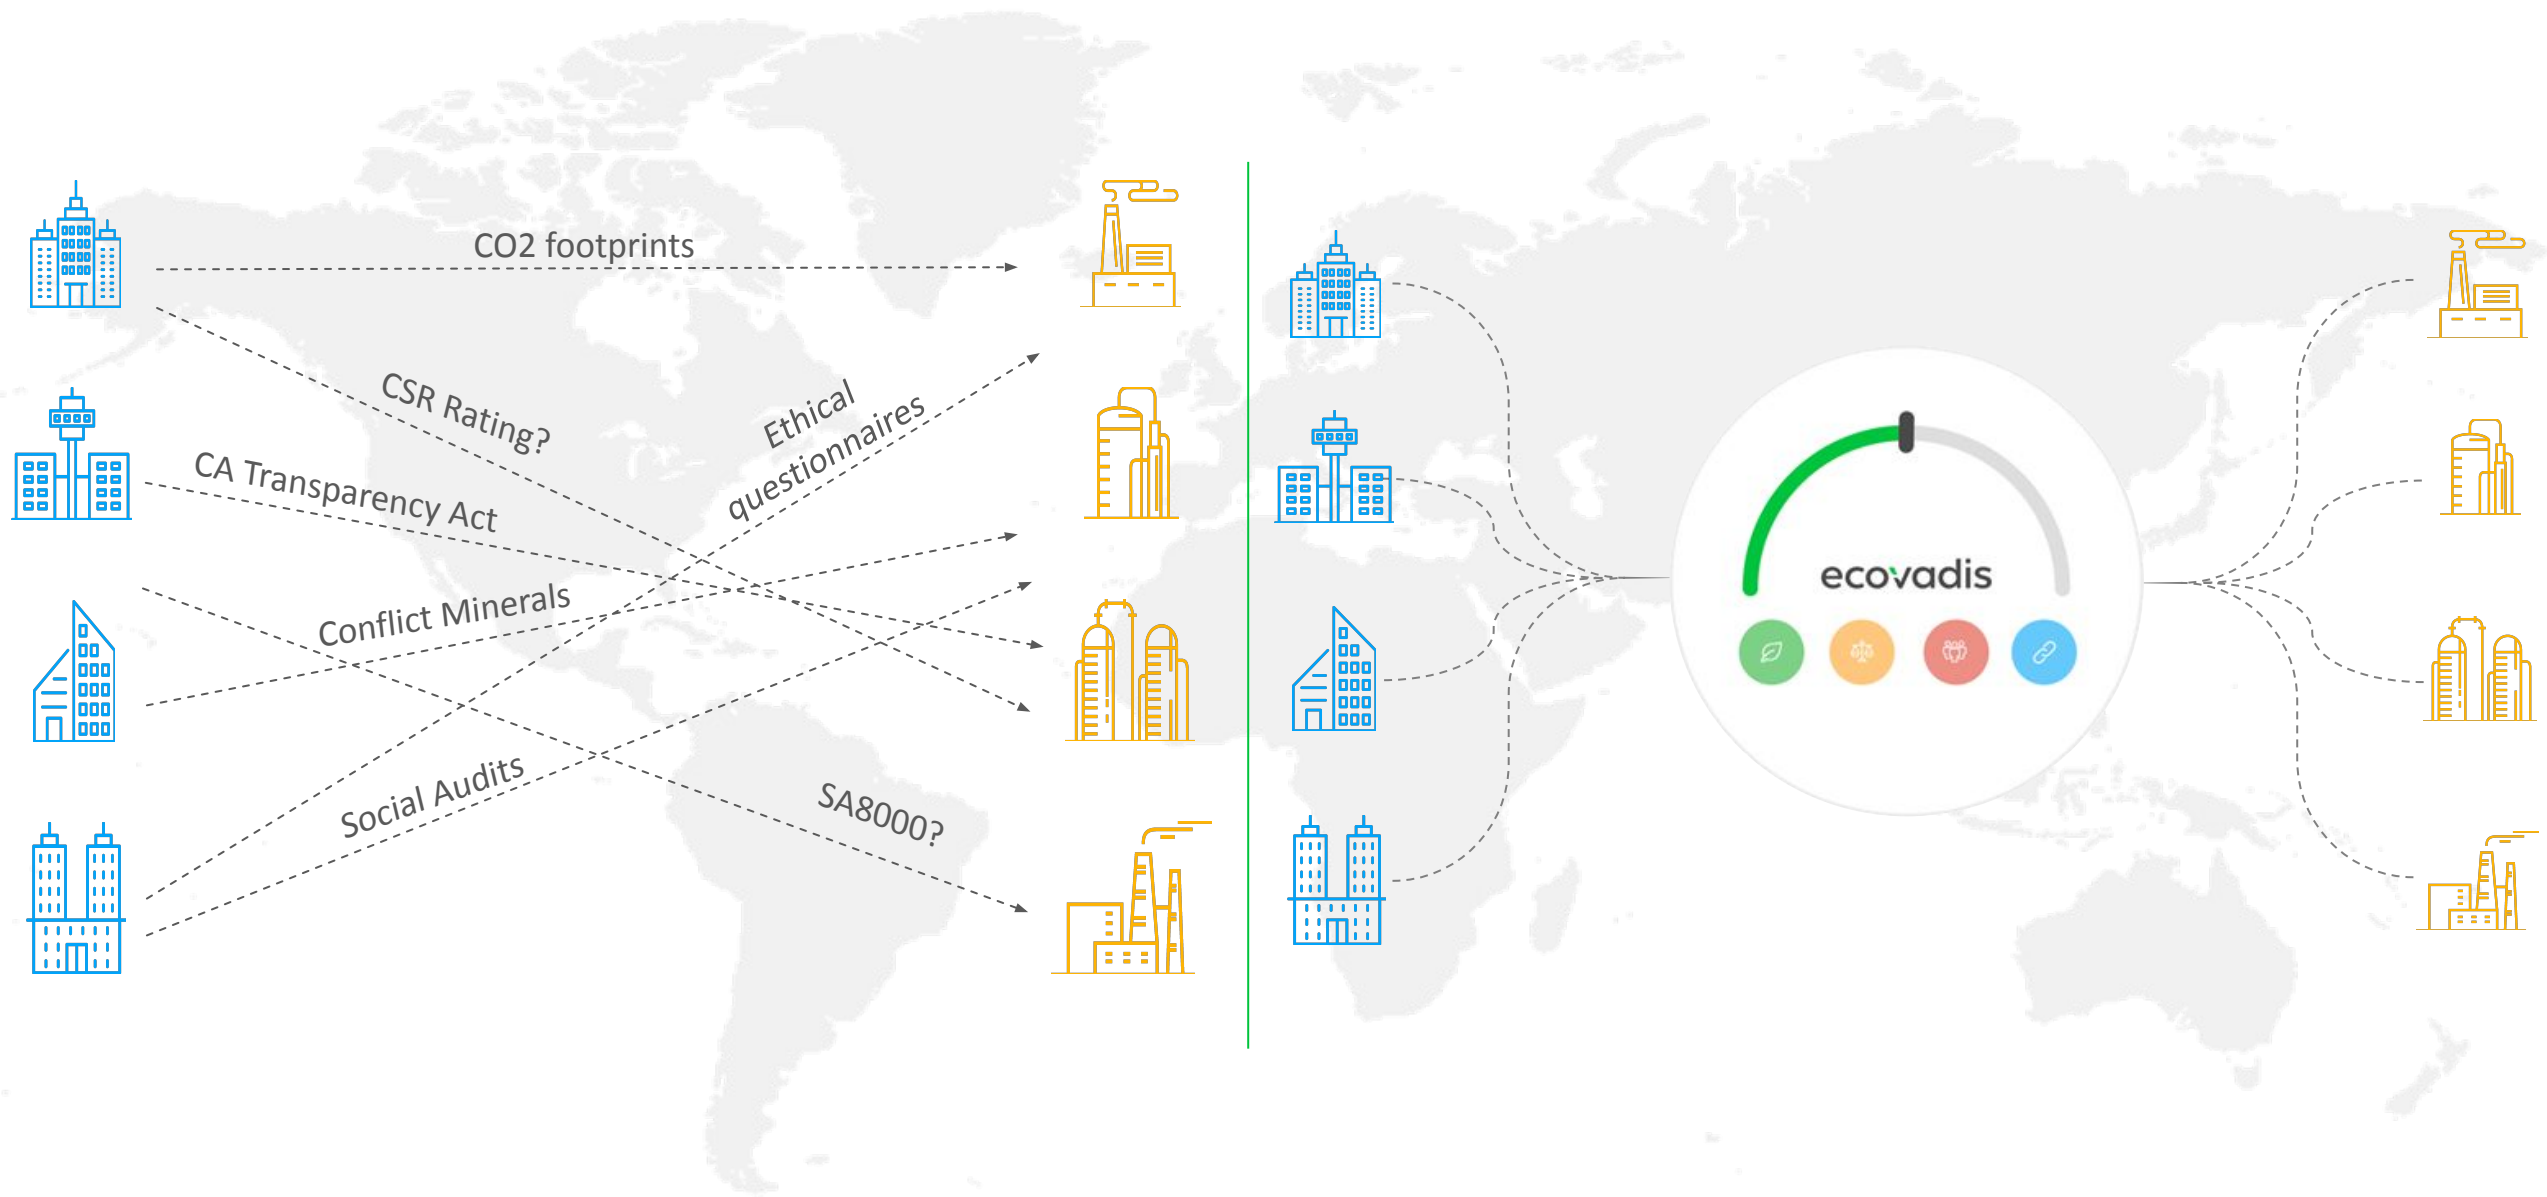 CO2 footprints
CSR Rating?
Ethical
questionnaires
CA Transparency Act
Conflict Minerals
Social Audits
SA8000?
ecovadis